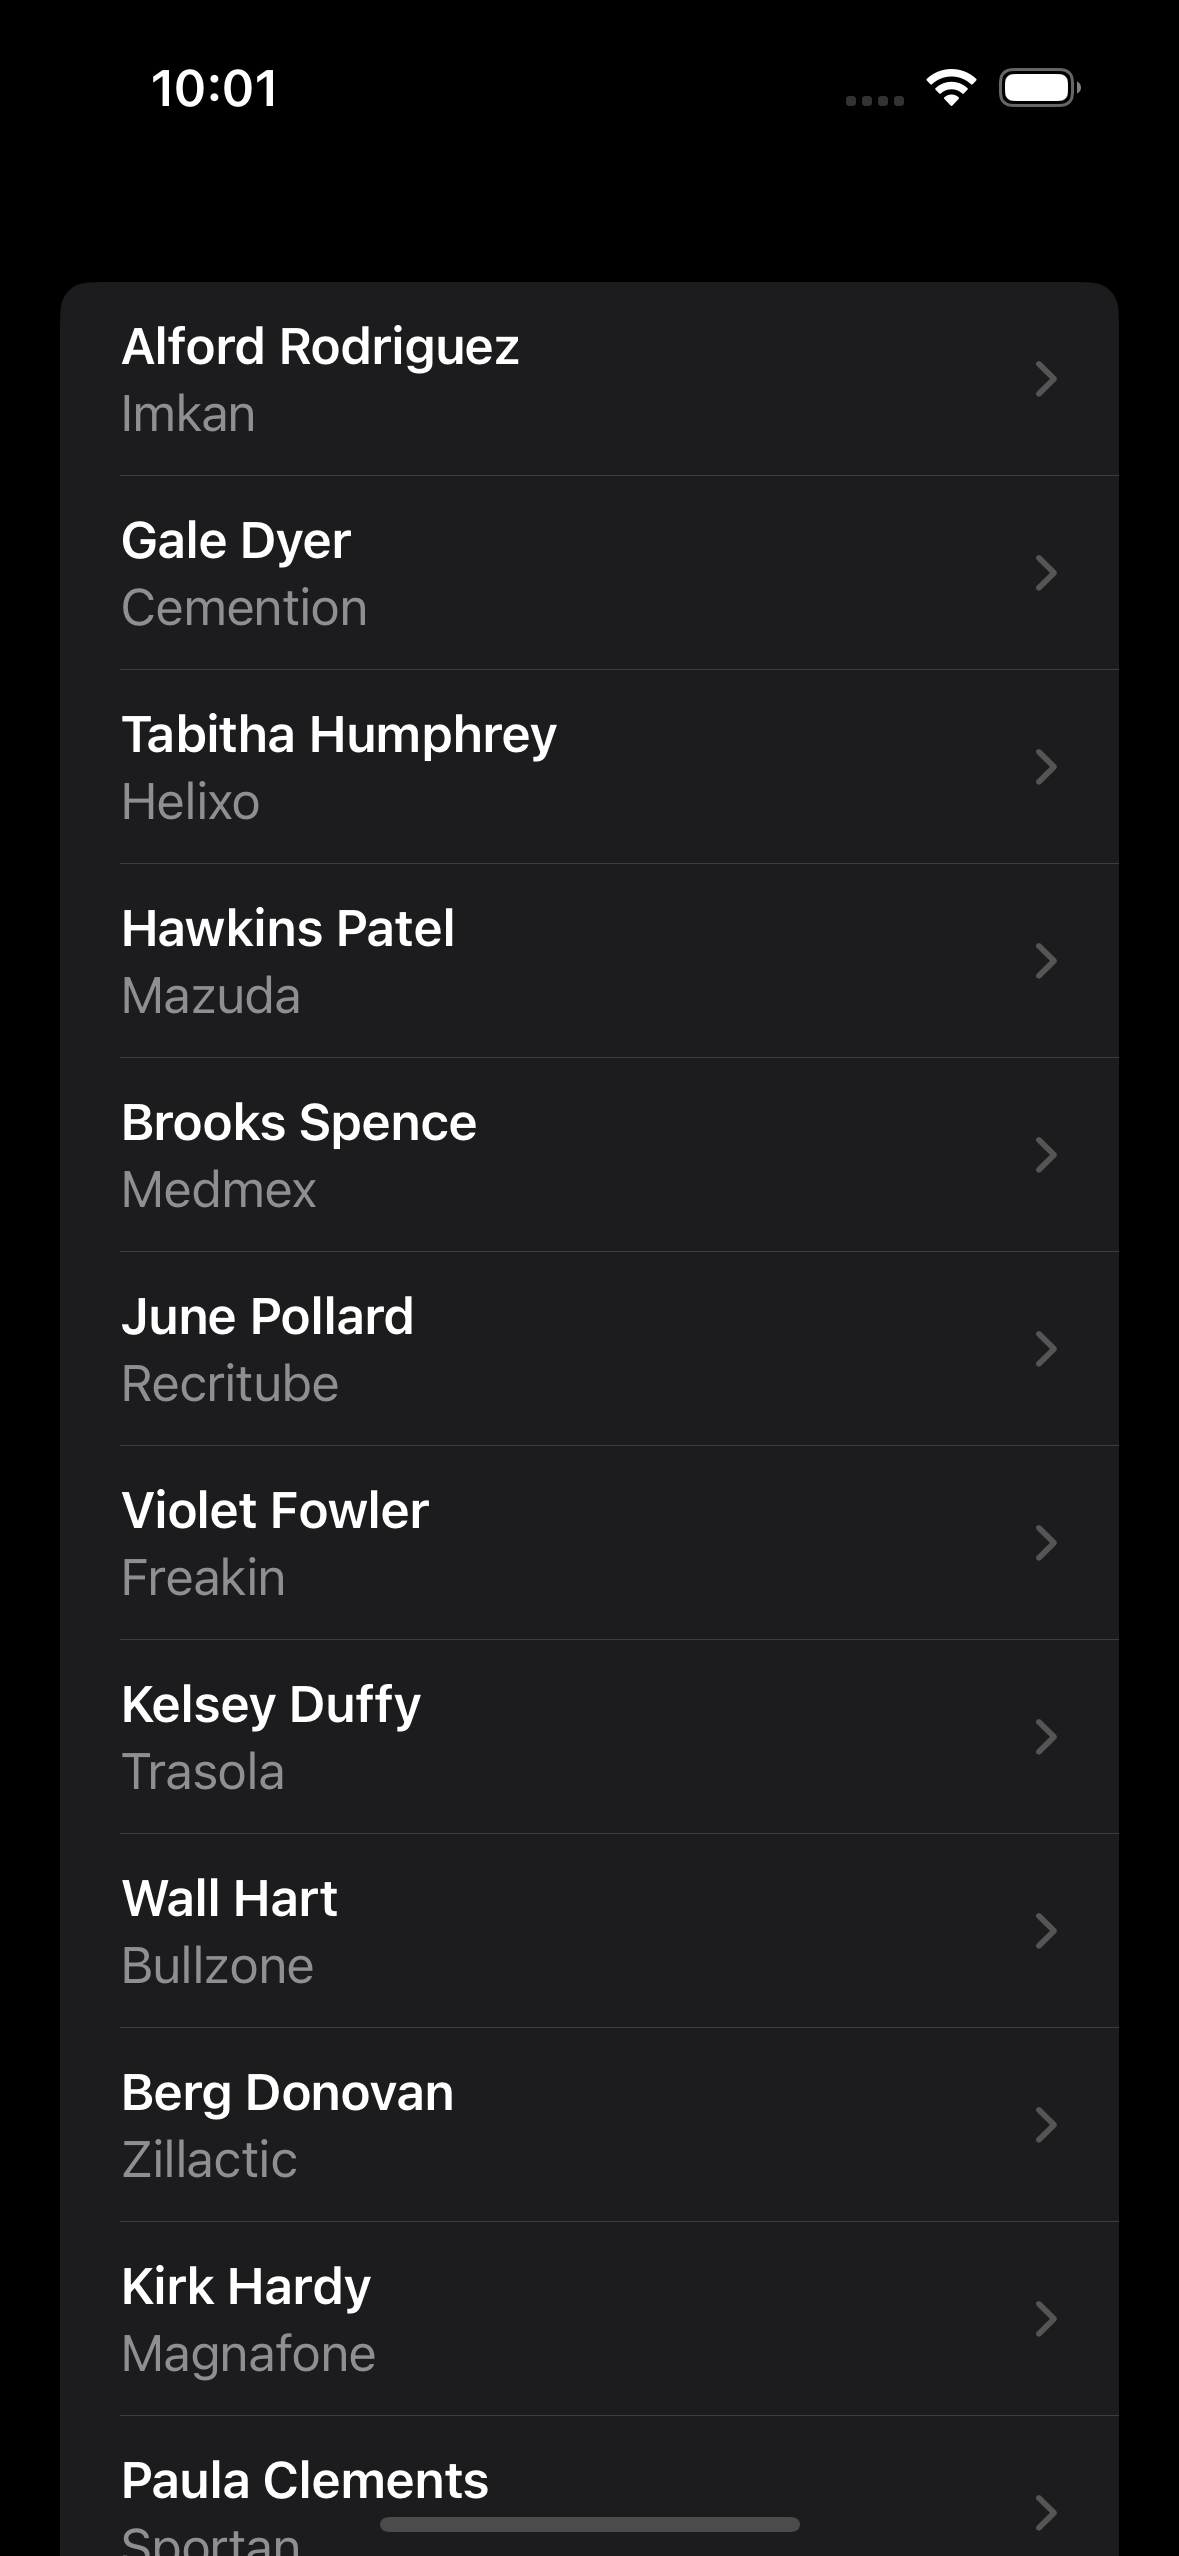 10:01
Alford Rodriguez
Imkan
Gale Dyer
Cemention
Tabitha Humphrey
Helixo
Hawkins Patel
Mazuda
Brooks Spence
Medmex
June Pollard
Recritube
Violet Fowler
Freakin
Kelsey Duffy
Trasola
Wall Hart
Bullzone
Berg Donovan
Zillactic
Kirk Hardy
Magnafone
Paula Clements
Sportan